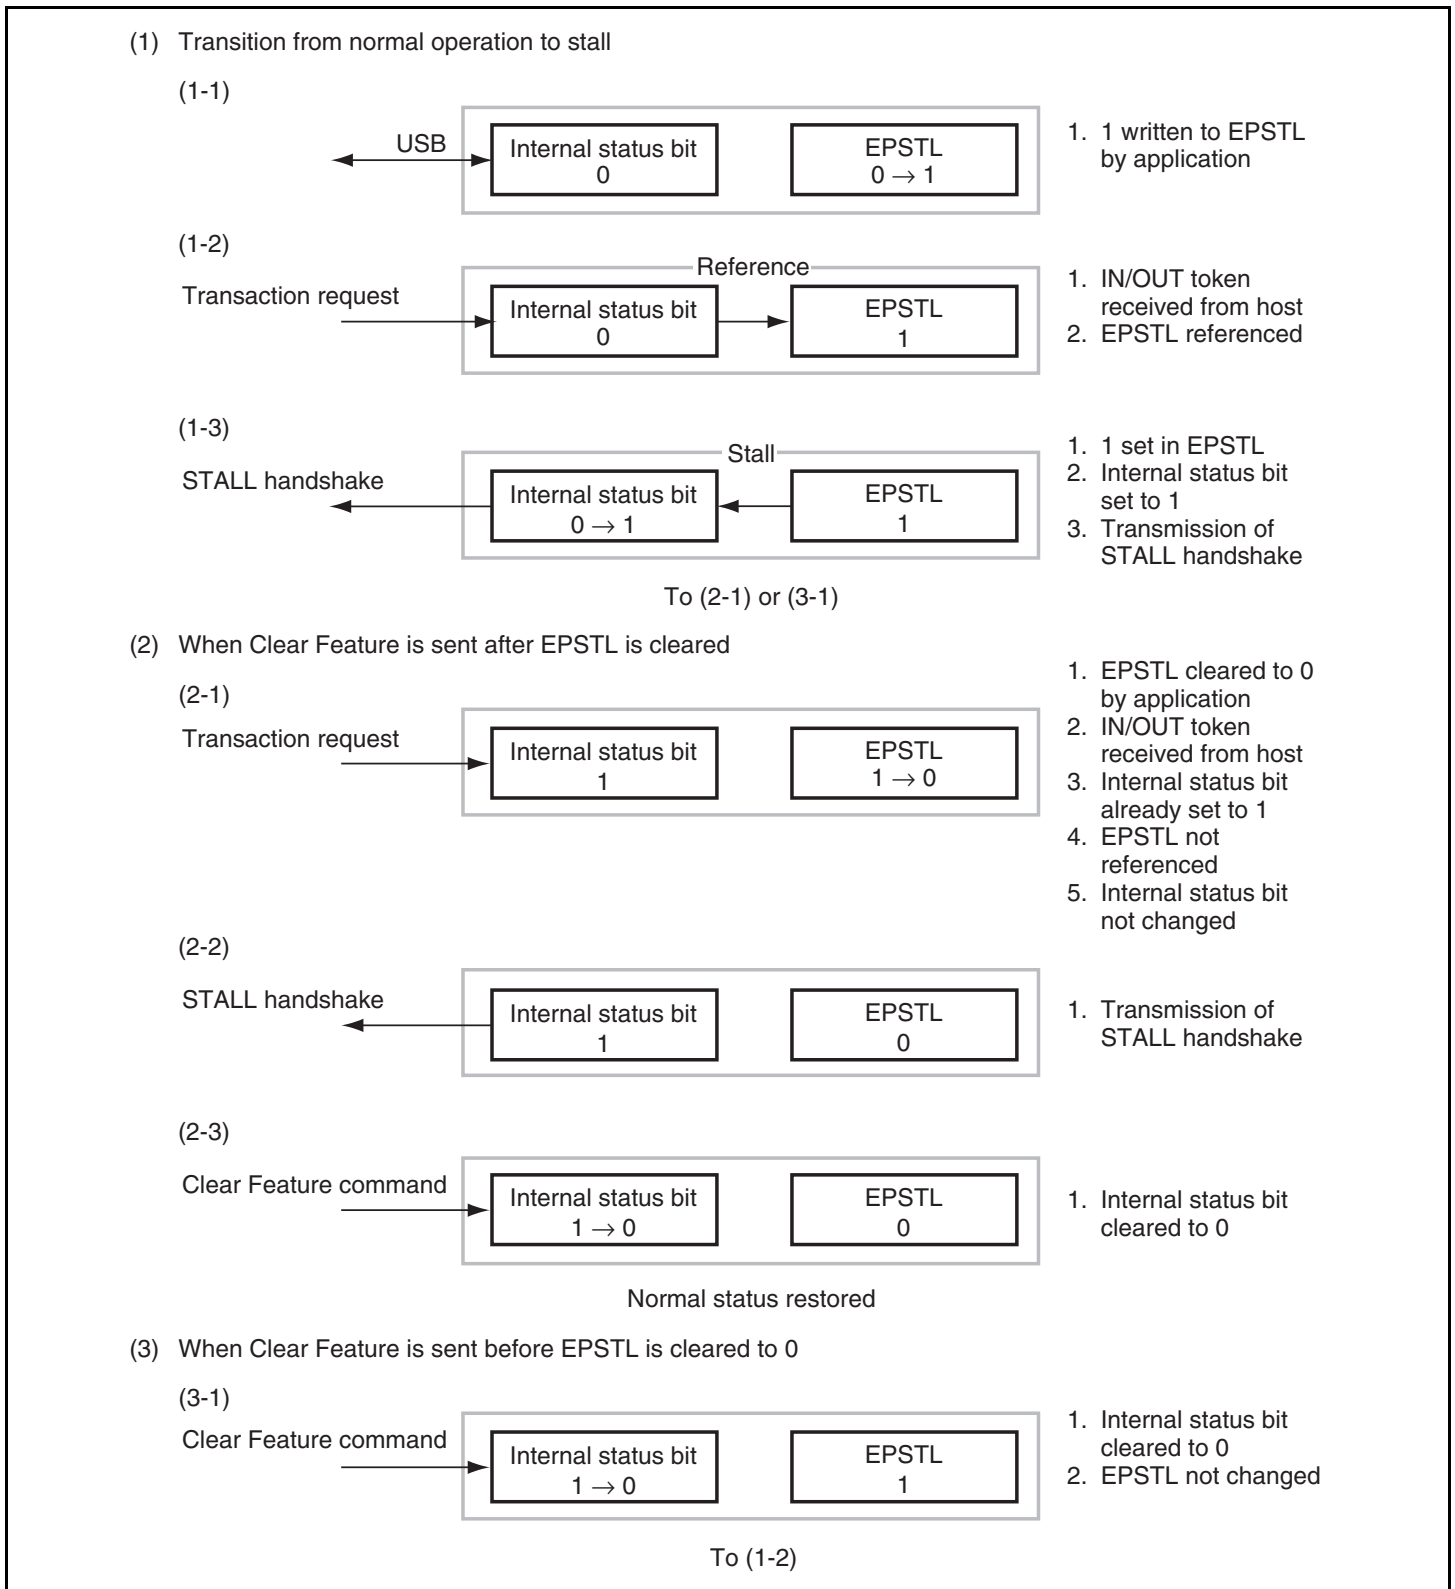 (1) Transition from normal operation to stall
(1-1)
USB
Internal status bit
0
EPSTL
0 → 1
1. 1 written to EPSTL
by application
(1-2)
Transaction request
Reference
Internal status bit
0
EPSTL
1
1. IN/OUT token
received from host
2. EPSTL referenced
(1-3)
STALL handshake
Stall
Internal status bit
0 → 1
EPSTL
1
1. 1 set in EPSTL
2. Internal status bit
set to 1
3. Transmission of
STALL handshake
To (2-1) or (3-1)
(2) When Clear Feature is sent after EPSTL is cleared
(2-1)
Transaction request
Internal status bit
1
EPSTL
1 → 0
1. EPSTL cleared to 0
by application
2. IN/OUT token
received from host
3. Internal status bit
already set to 1
4. EPSTL not
referenced
5. Internal status bit
not changed
(2-2)
STALL handshake
Internal status bit
1
EPSTL
0
1. Transmission of
STALL handshake
(2-3)
Clear Feature command
Internal status bit
1 → 0
EPSTL
0
1. Internal status bit
cleared to 0
Normal status restored
(3) When Clear Feature is sent before EPSTL is cleared to 0
(3-1)
Clear Feature command
Internal status bit
1 → 0
EPSTL
1
1. Internal status bit
cleared to 0
2. EPSTL not changed
To (1-2)